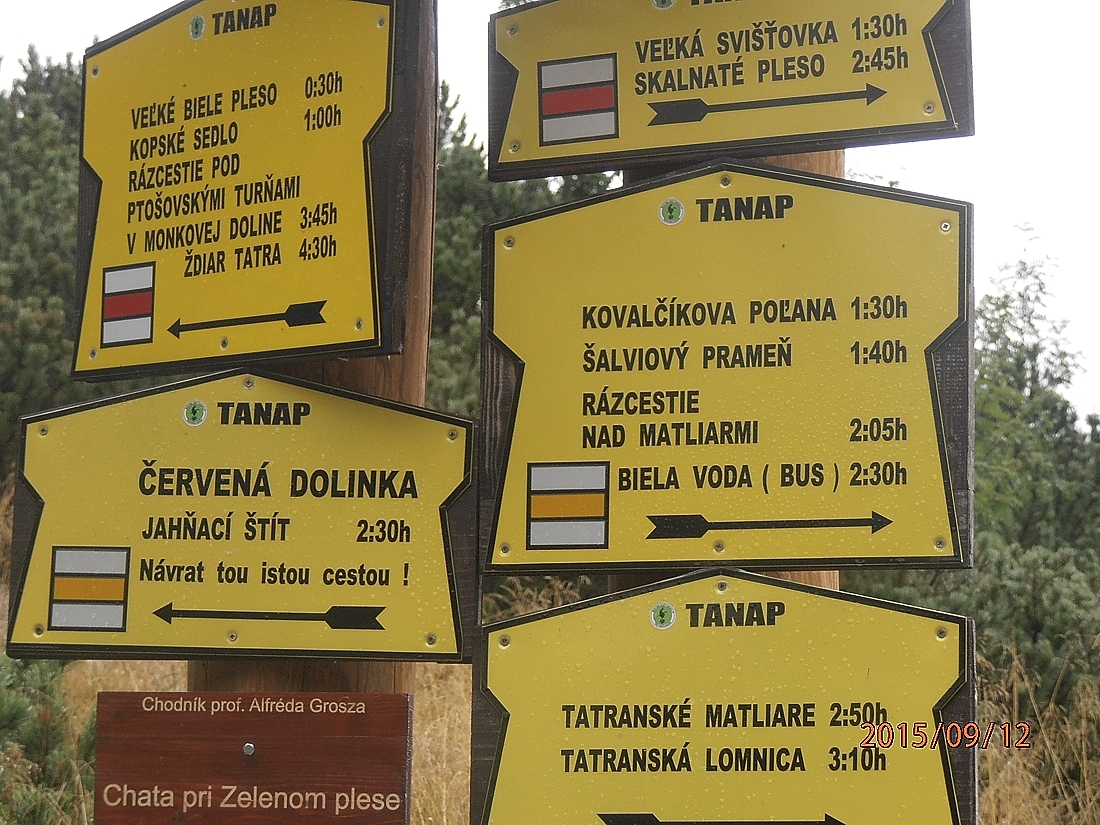 TANAP
VEĽKÉ BIELE PLESO 0:30h
KOPSKÉ SEDLO 1:00h
RÁZCESTIE POD
PTOŠOVSKÝMI TURŇAMI
V MONKOVEJ DOLINE 3:45h
ŽDIAR TATRA 4:30h
TANAP
ČERVENÁ DOLINKA
JAHŇACÍ ŠTÍT 2:30h
Návrat tou istou cestou !
Chodník prof. Alfréda Grosza
Chata pri Zelenom plese
TANAP
VEĽKÁ SVIŠŤOVKA 1:30h
SKALNATÉ PLESO 2:45h
TANAP
KOVALČÍKOVA POĽANA 1:30h
ŠALVIOVÝ PRAMEŇ 1:40h
RÁZCESTIE
NAD MATLIARMI 2:05h
BIELA VODA ( BUS ) 2:30h
TANAP
TATRANSKÉ MATLIARE 2:50h
TATRANSKÁ LOMNICA 3:10h
2015/09/12